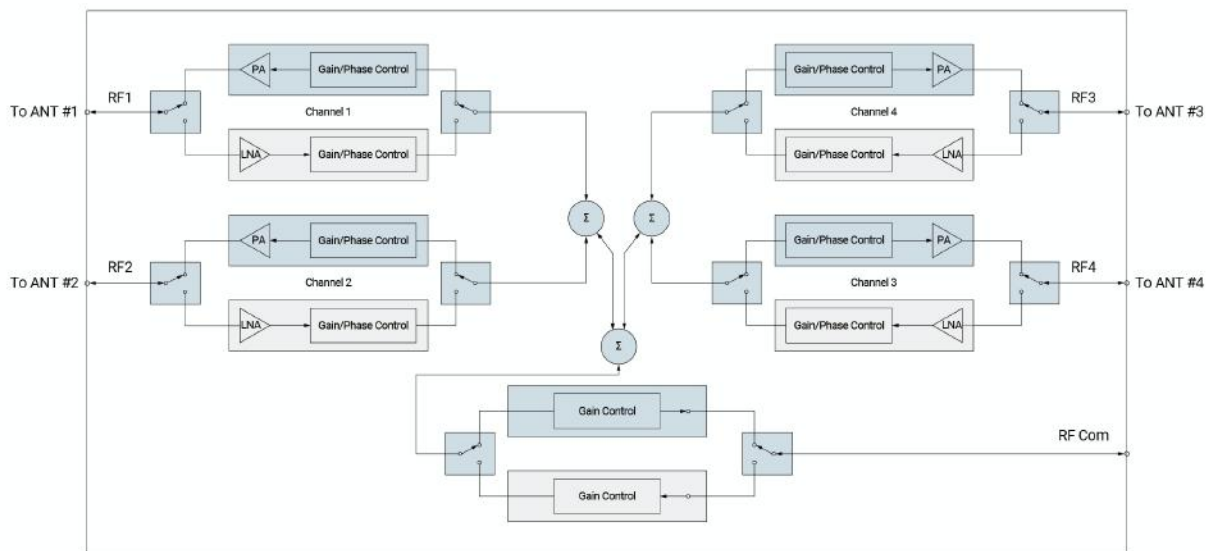 PA
Gain/Phase Control
PA
Gain/Phase Control
To ANT #1
RF1
Channel 1
Channel 4
RF3
To ANT #3
LNA
Gain/Phase Control
Gain/Phase Control
LNA
Σ
Σ
PA
Gain/Phase Control
Gain/Phase Control
PA
To ANT #2
RF2
Channel 2
Channel 3
RF4
To ANT #4
LNA
Gain/Phase Control
Gain/Phase Control
LNA
Σ
Gain Control
RF Com
Gain Control